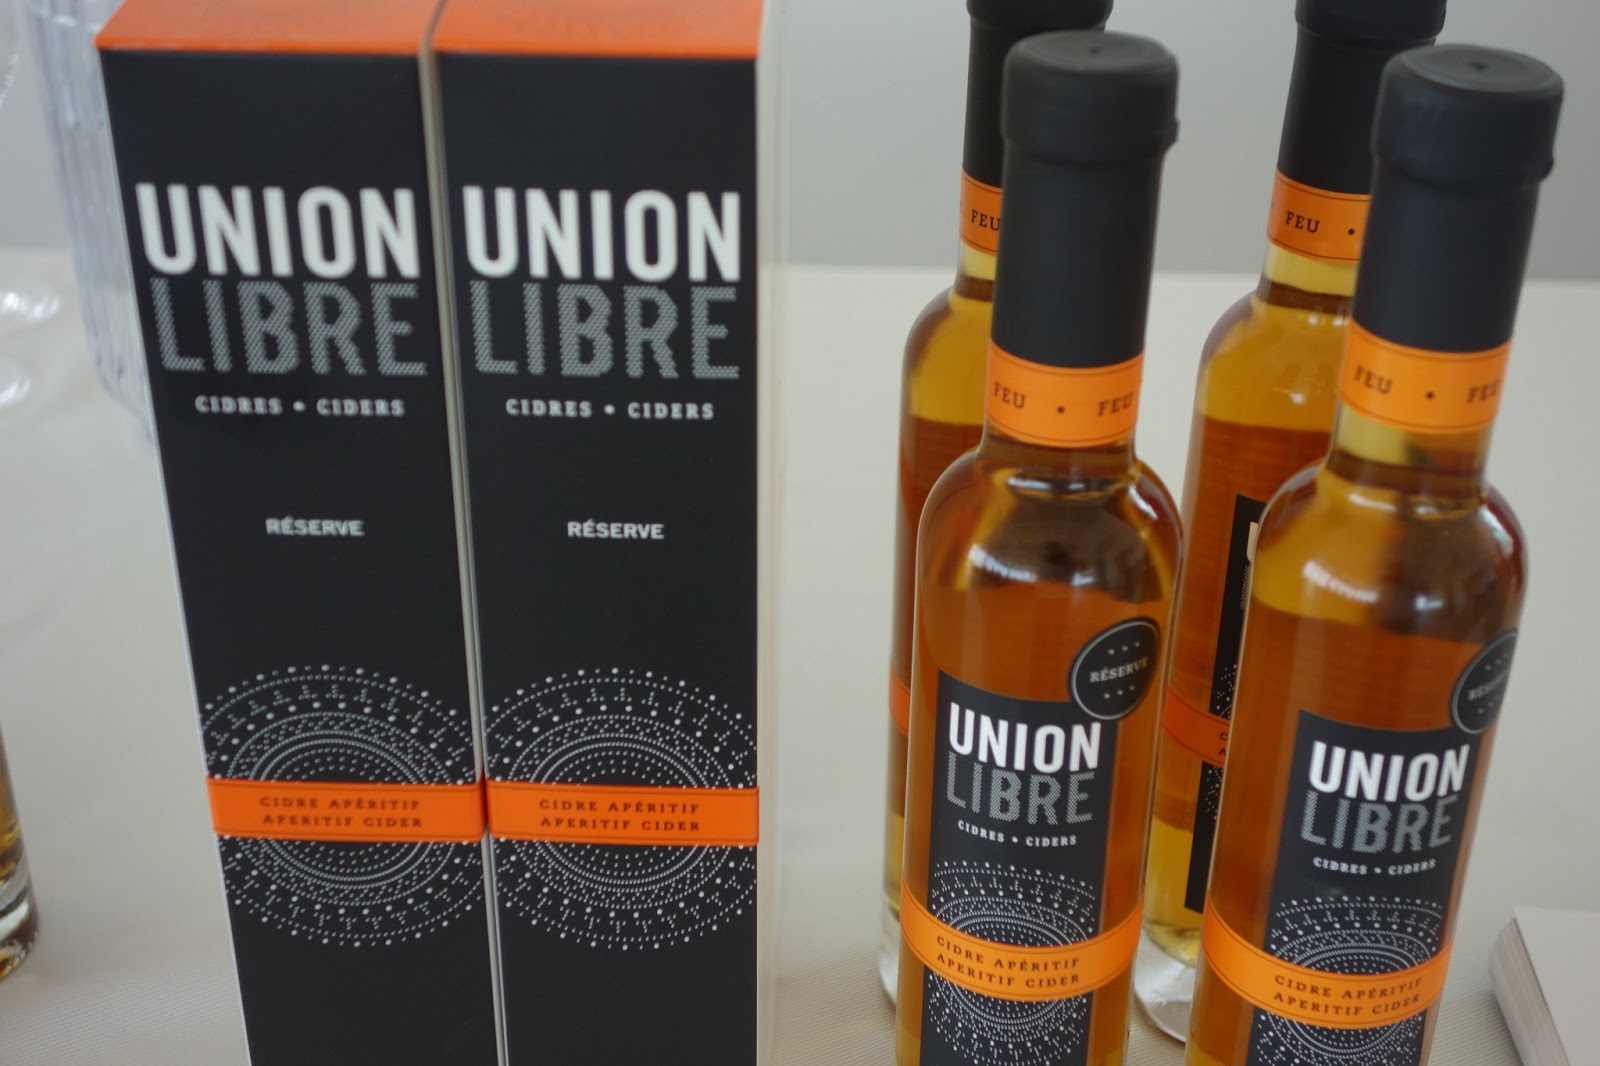 UNION
LIBRE
CIDRES • CIDERS
RÉSERVE
CIDRE APÉRITIF
APERITIF CIDER
UNION
LIBRE
CIDRES • CIDERS
RÉSERVE
CIDRE APÉRITIF
APERITIF CIDER
FEU
FEU • FEU
RÉSERVE
UNION
LIBRE
CIDRES • CIDERS
CIDRE APÉRITIF
APERITIF CIDER
FEU •
FEU • FEU
RÉSERVE
UNION
LIBRE
CIDRES • CIDERS
CIDRE APÉRITIF
APERITIF CIDER